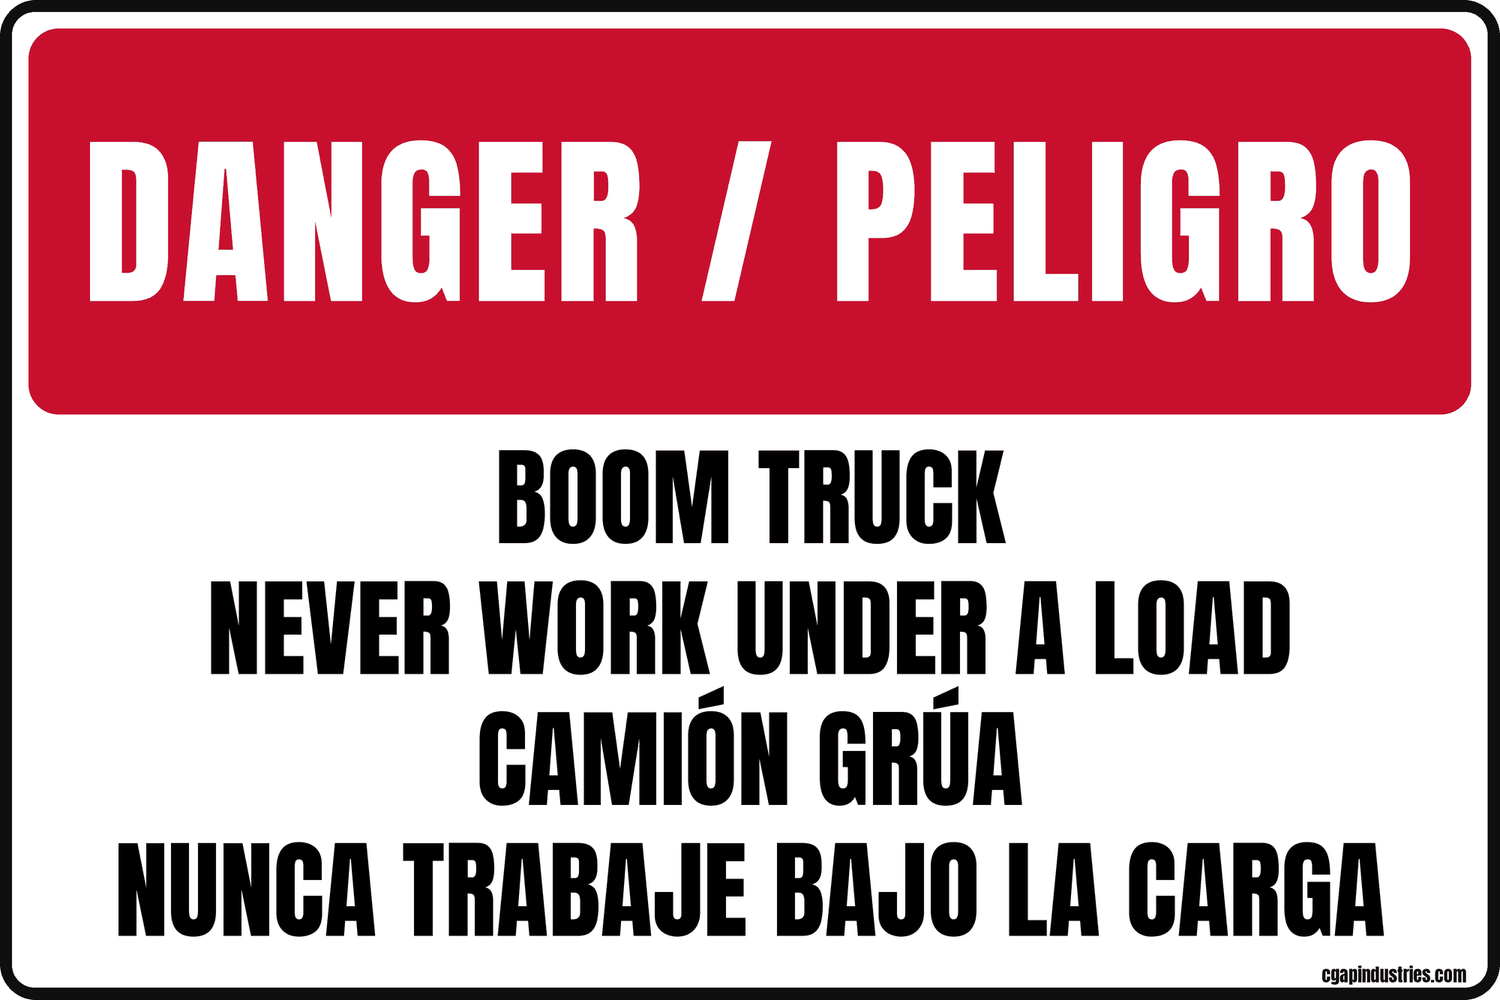 DANGER / PELIGRO
BOOM TRUCK
NEVER WORK UNDER A LOAD
CAMIÓN GRÚA
NUNCA TRABAJE BAJO LA CARGA
cgapindustries.com